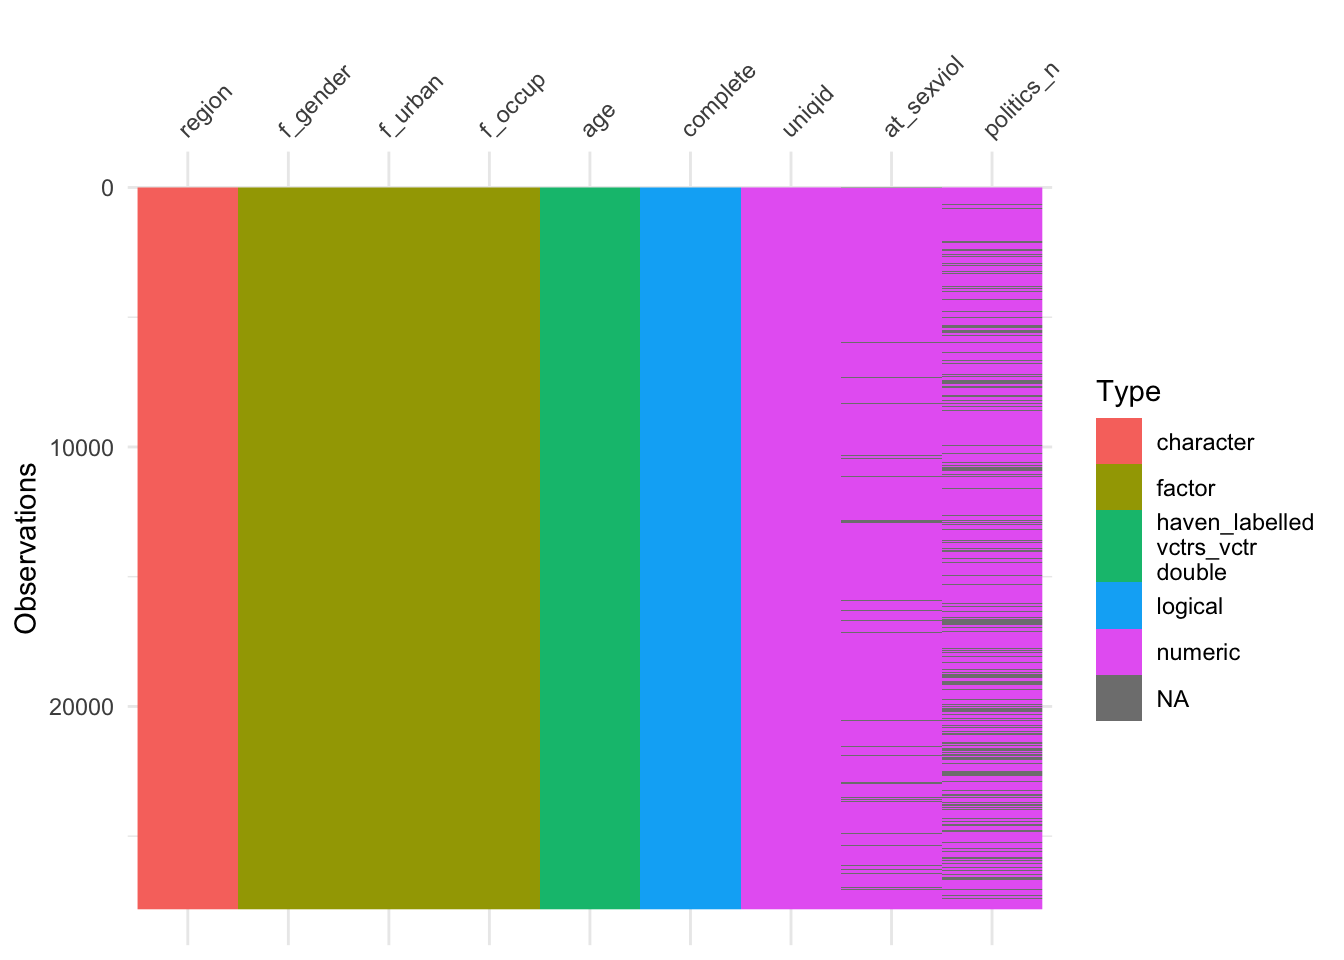 region
f_gender
f_urban
f_occup
age
complete
uniqid
at_sexviol
politics_n
0
10000
20000
Observations
Type
character
factor
haven_labelled
vctrs_vctr
double
logical
numeric
NA